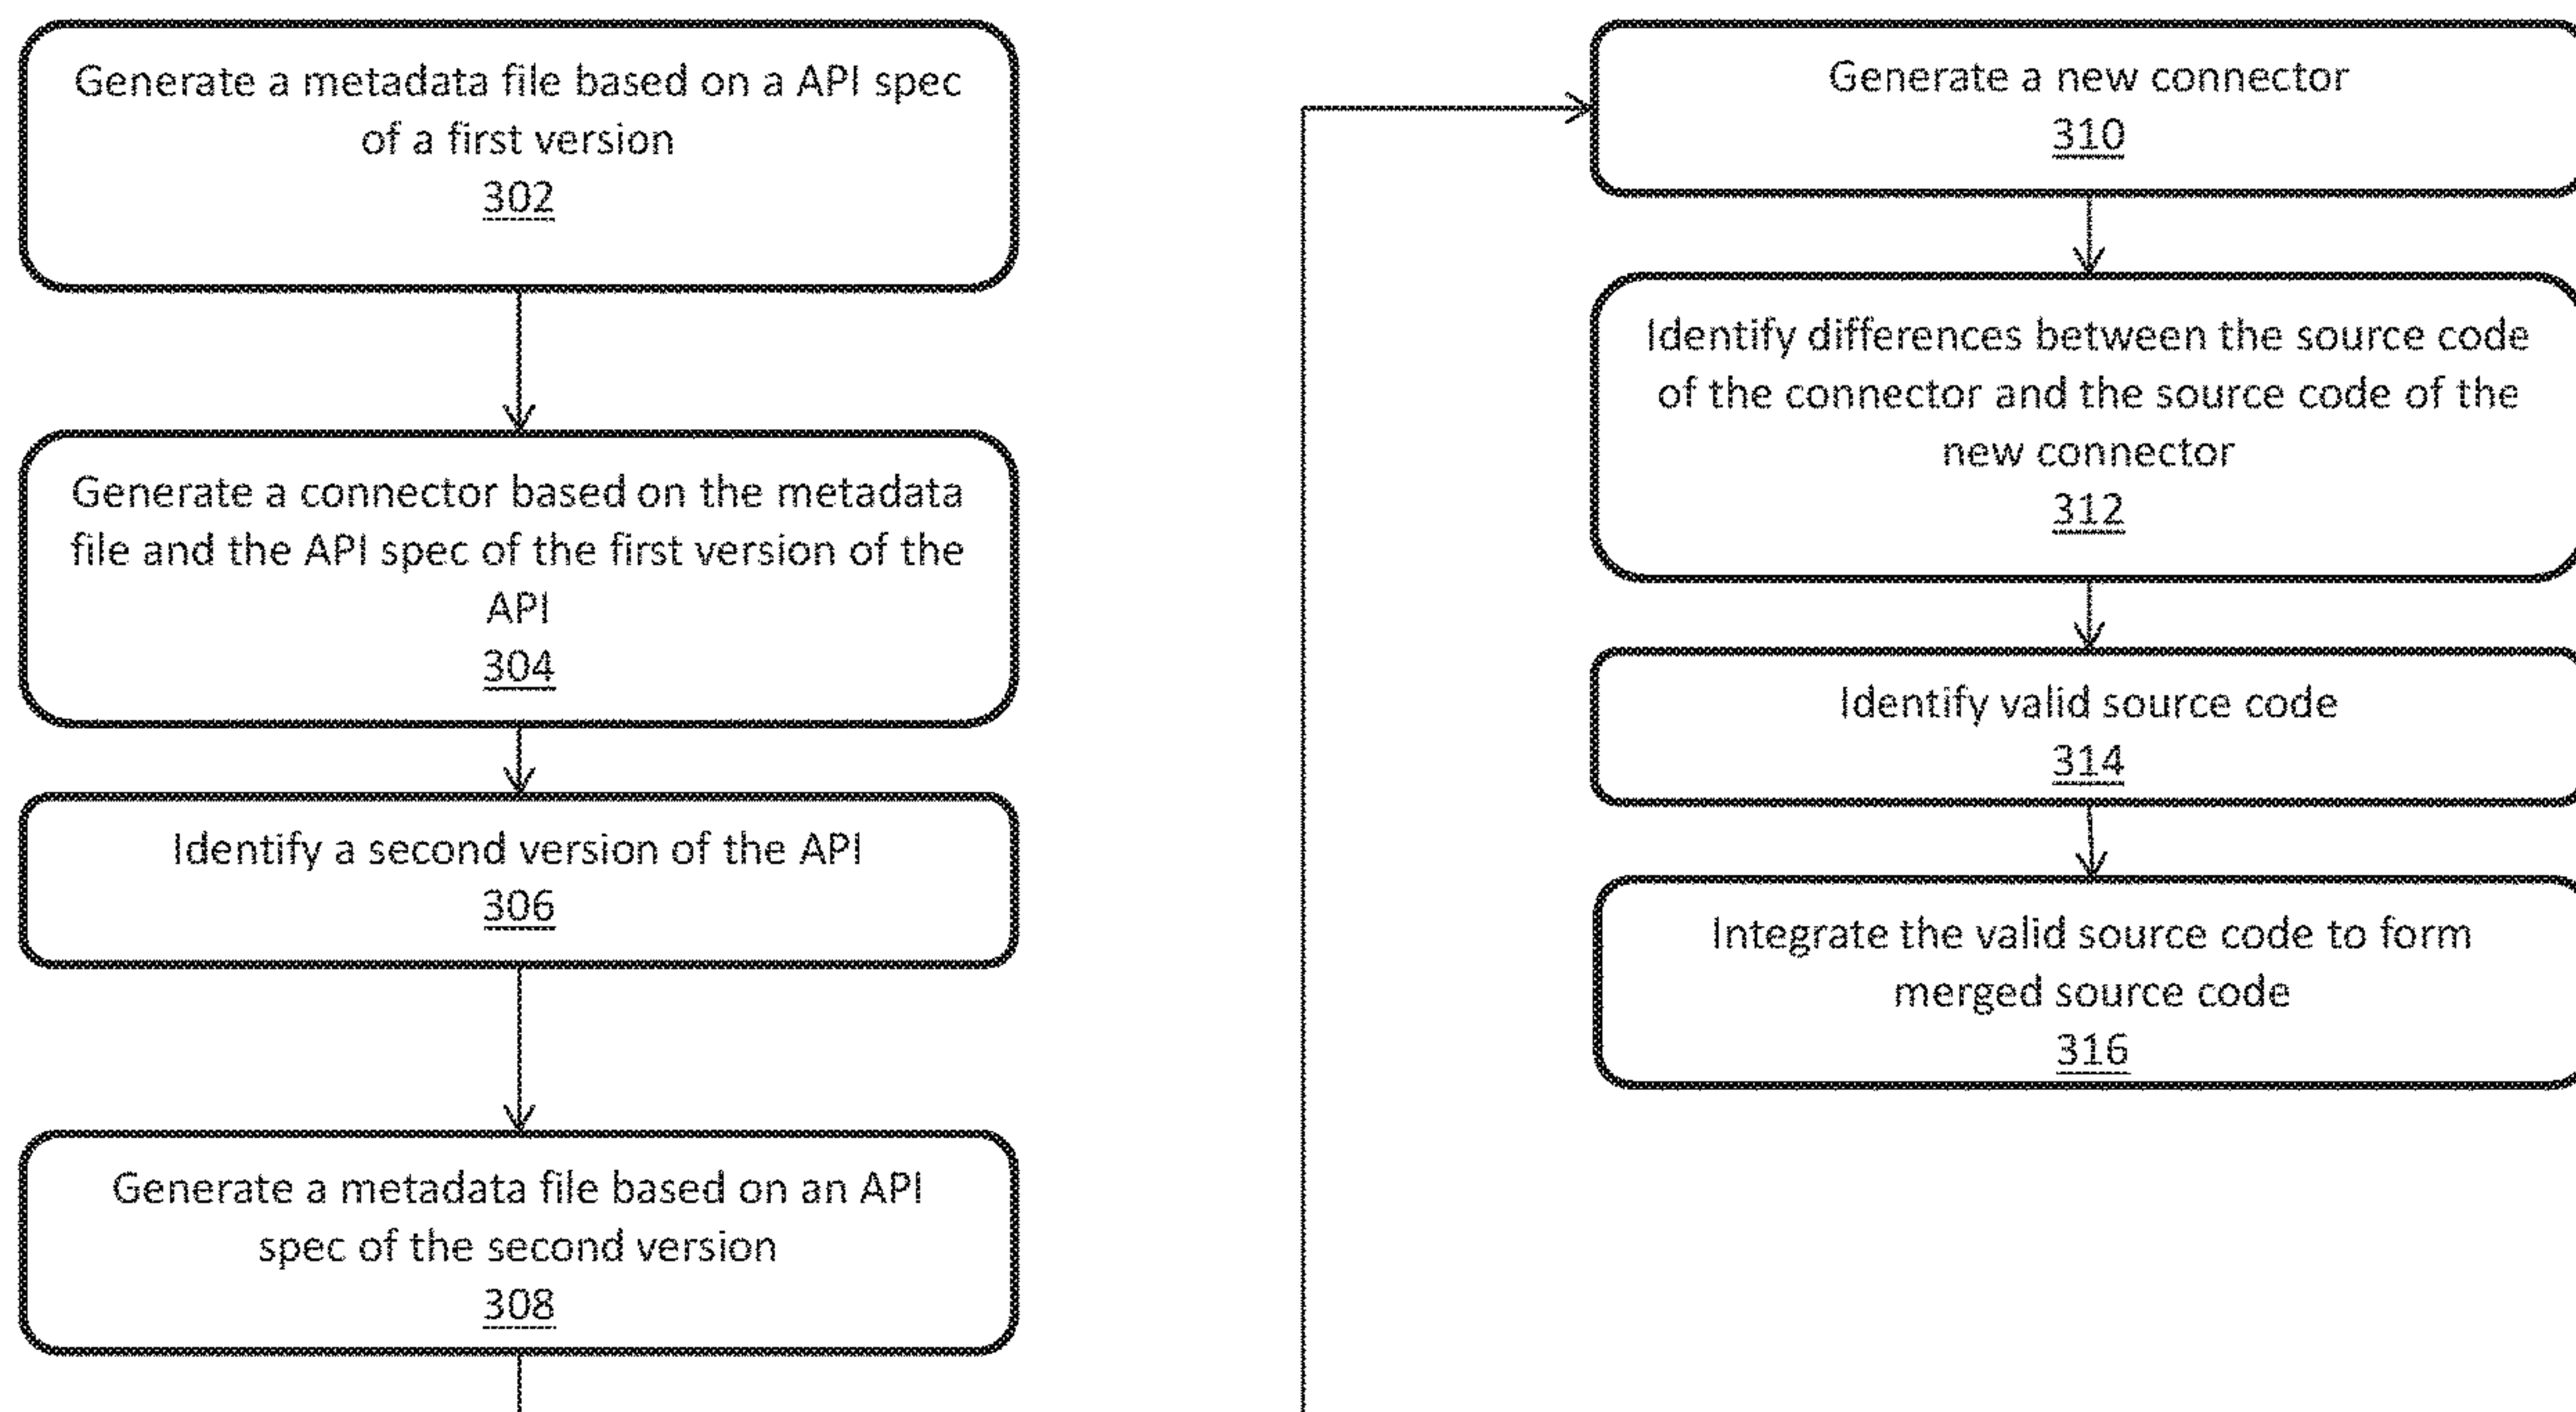 Generate a metadata file based on a API spec
of a first version
302
Generate a connector based on the metadata
file and the API spec of the first version of the
API
304
Identify a second version of the API
306
Generate a metadata file based on an API
spec of the second version
308
Generate a new connector
310
Identify differences between the source code
of the connector and the source code of the
new connector
312
Identify valid source code
314
Integrate the valid source code to form
merged source code
316